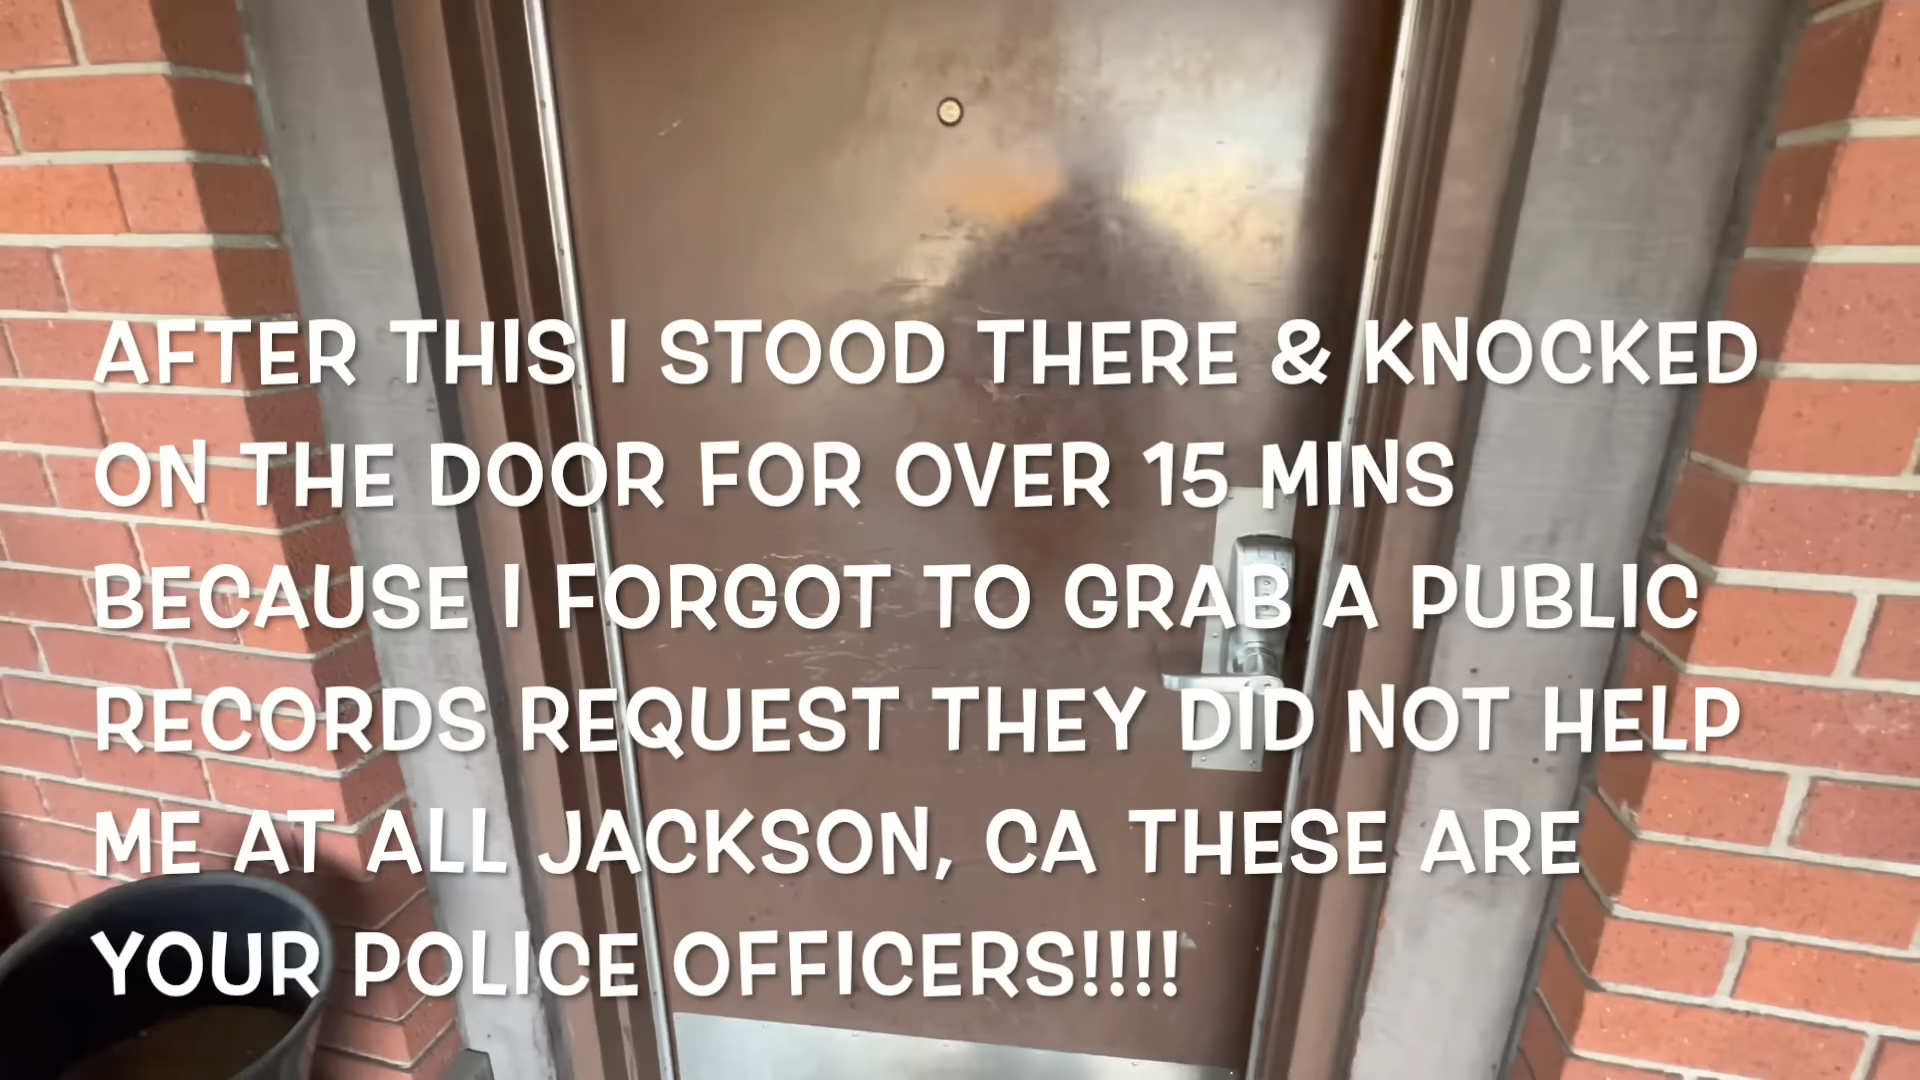 AFTER THIS I STOOD THERE & KNOCKED
ON THE DOOR FOR OVER 15 MINS
BECAUSE I FORGOT TO GRAB A PUBLIC
RECORDS REQUEST THEY DID NOT HELP
ME AT ALL JACKSON, CA THESE ARE
YOUR POLICE OFFICERS!!!!